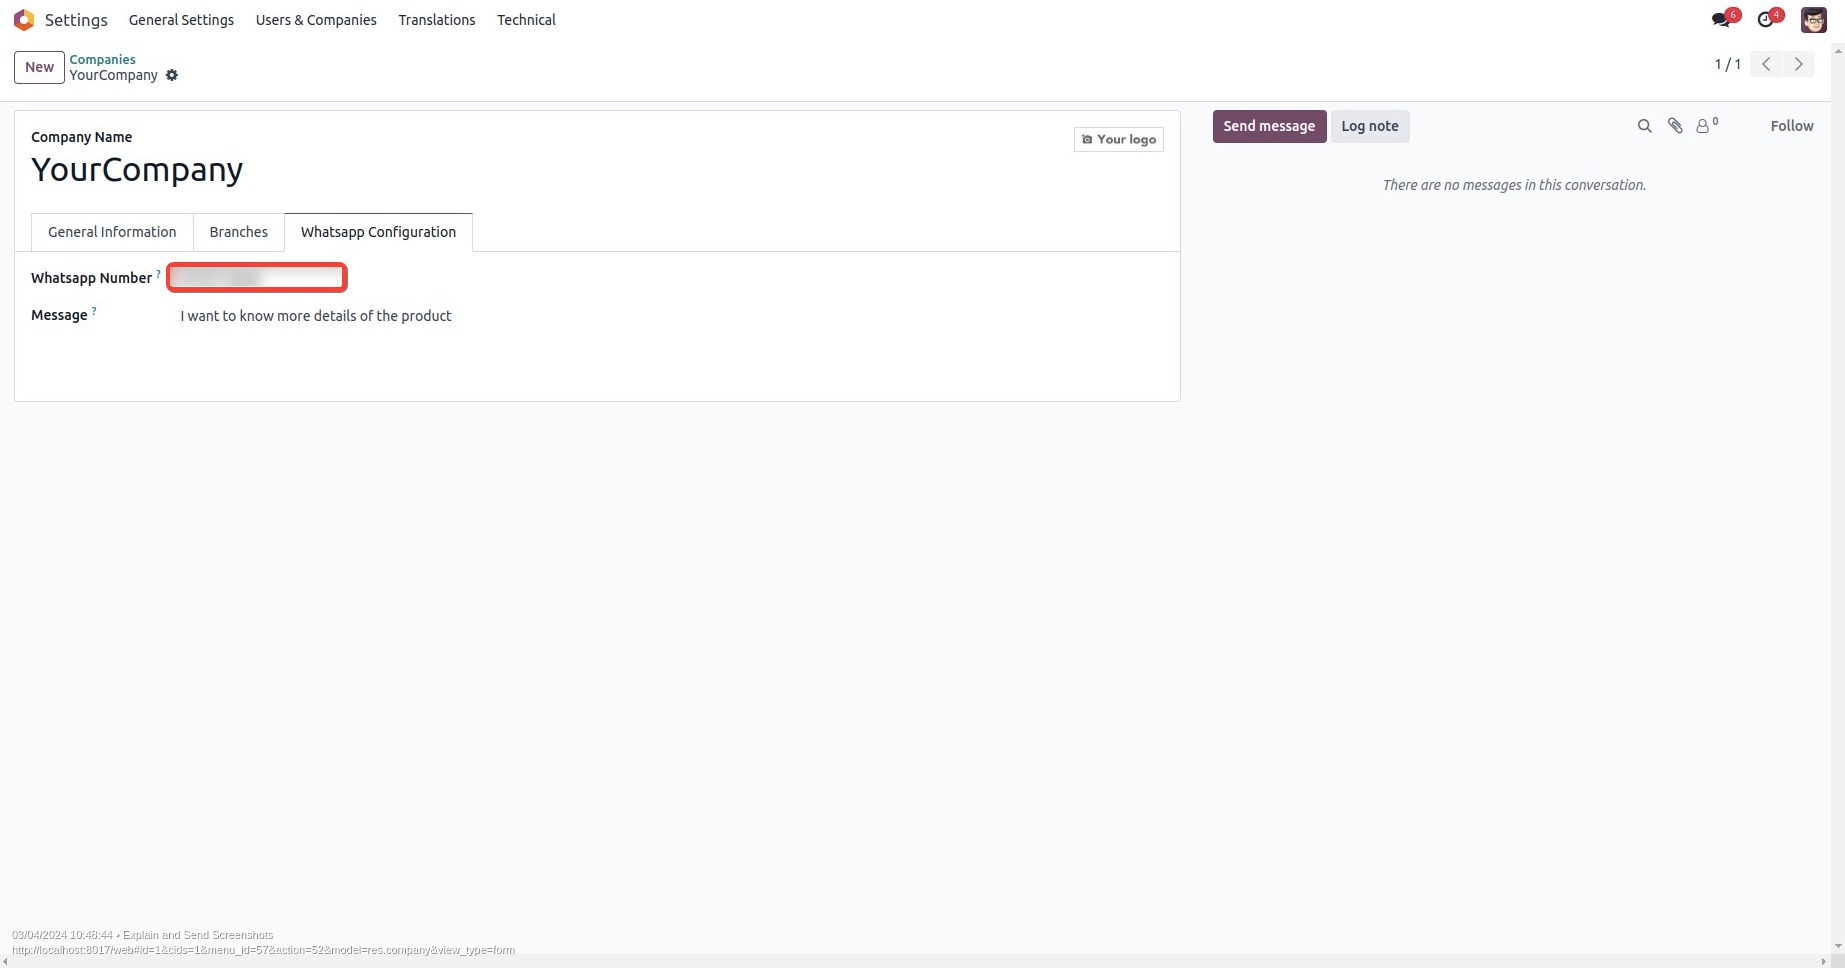 Settings General Settings Users & Companies Translations Technical 6 4
New Companies 1 / 1
YourCompany
Company Name
Your logo
YourCompany
Send message Log note 0 Follow
There are no messages in this conversation.
General Information Branches Whatsapp Configuration
Whatsapp Number ?
Message ? I want to know more details of the product
03/04/2024 10:48:44 • Explain and Send Screenshots
http://localhost:8017/web#id=1&cids=1&menu_id=57&action=52&model=res.company&view_type=form